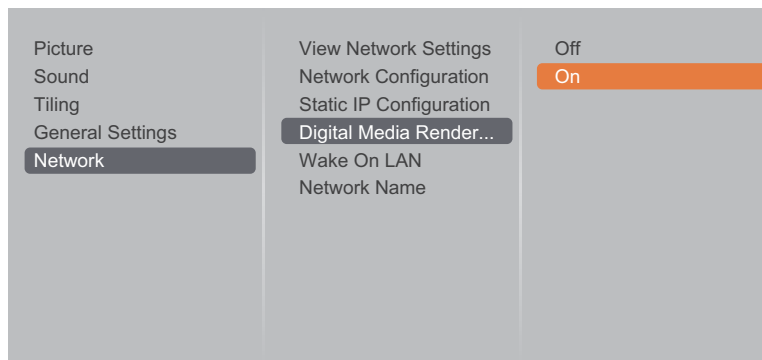 Picture
Sound
Tiling
General Settings
Network
View Network Settings
Network Configuration
Static IP Configuration
Digital Media Render...
Wake On LAN
Network Name
Off
On